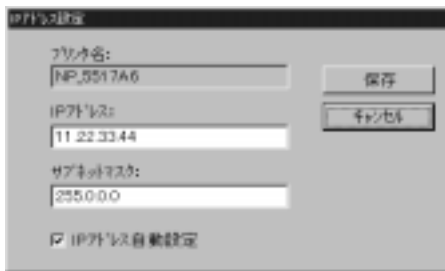 IPｱﾄﾞﾚｽ設定
ﾌﾟﾘﾝﾀ名:
NP_5517A6
保存
IPｱﾄﾞﾚｽ:
ｷｬﾝｾﾙ
11.22.33.44
ｻﾌﾞﾈｯﾄﾏｽｸ:
255.0.0.0
IPｱﾄﾞﾚｽ自動設定